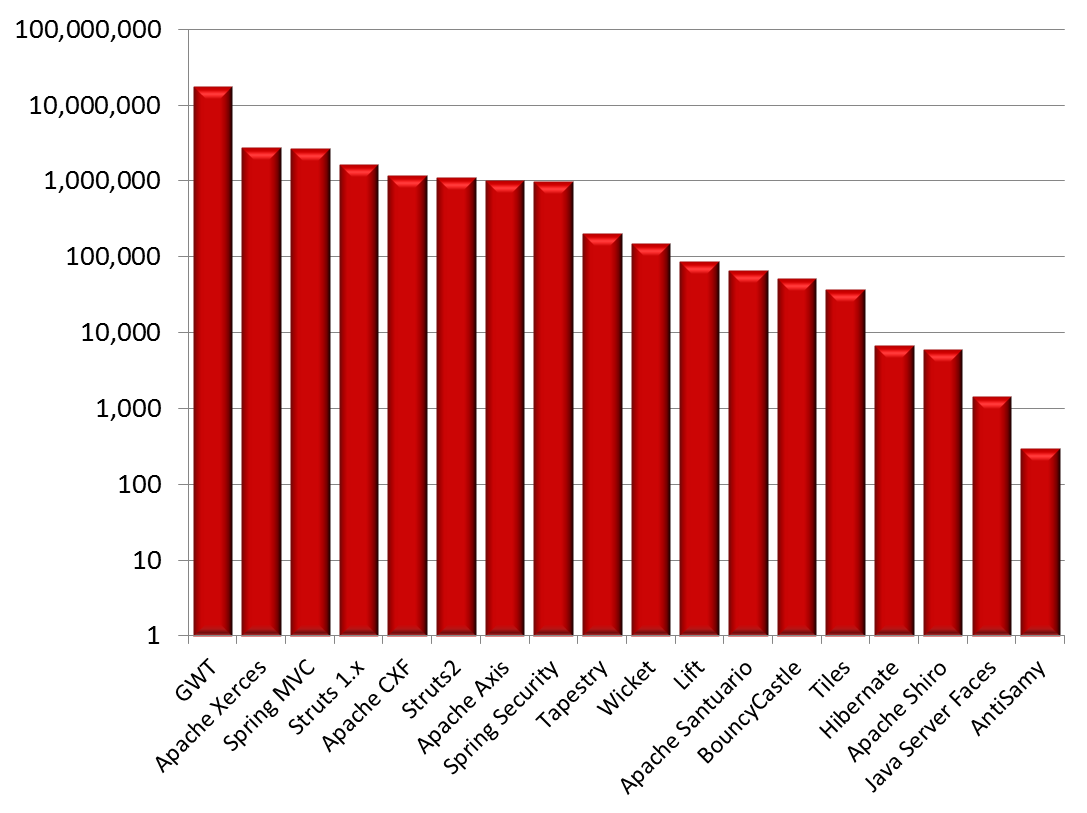 100,000,000
10,000,000
1,000,000
100,000
10,000
1,000
100
10
1
GWT
Apache Xerces
Spring MVC
Struts 1.x
Apache CXF
Struts2
Apache Axis
Spring Security
Tapestry
Wicket
Lift
Apache Santuario
BouncyCastle
Tiles
Hibernate
Apache Shiro
Java Server Faces
AntiSamy